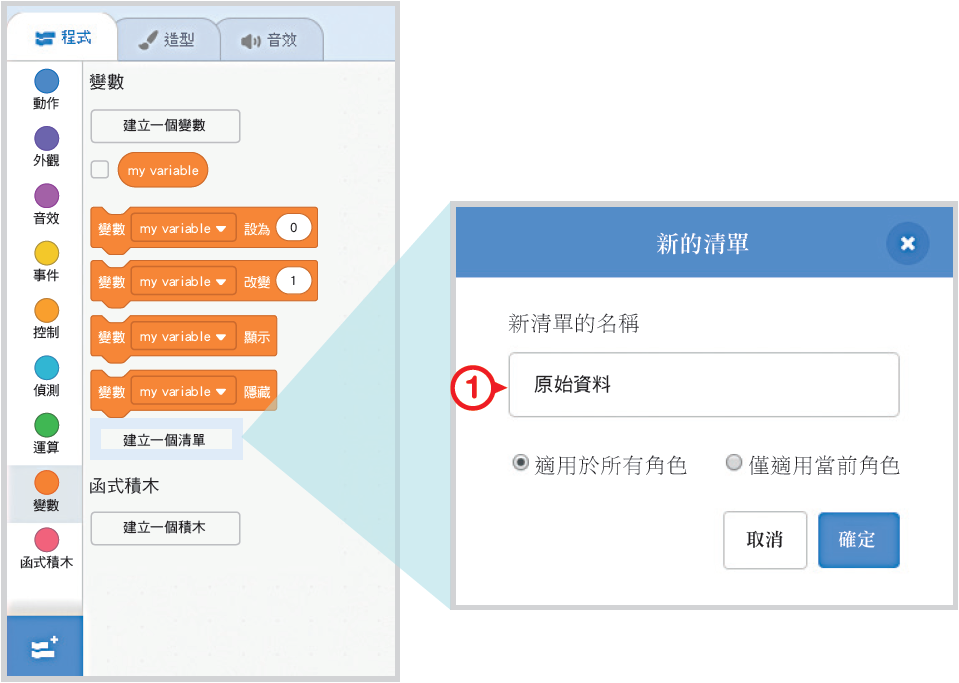 程式
造型
音效
動作
外觀
音效
事件
控制
偵測
運算
變數
函式積木
變數
建立一個變數
my variable
變數 my variable 設為 0
變數 my variable 改變 1
變數 my variable 顯示
變數 my variable 隱藏
建立一個清單
函式積木
建立一個積木
新的清單
新清單的名稱
1
原始資料
適用於所有角色
僅適用當前角色
取消
確定